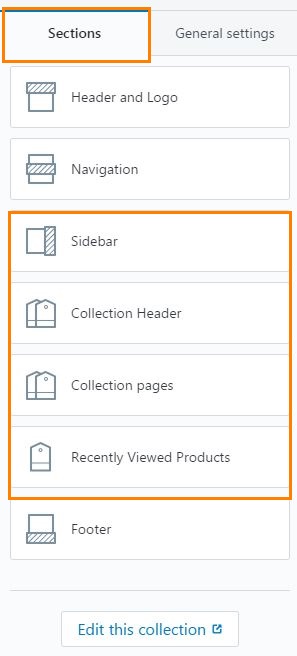 Sections General settings
Header and Logo
Navigation
Sidebar
Collection Header
Collection pages
Recently Viewed Products
Footer
Edit this collection